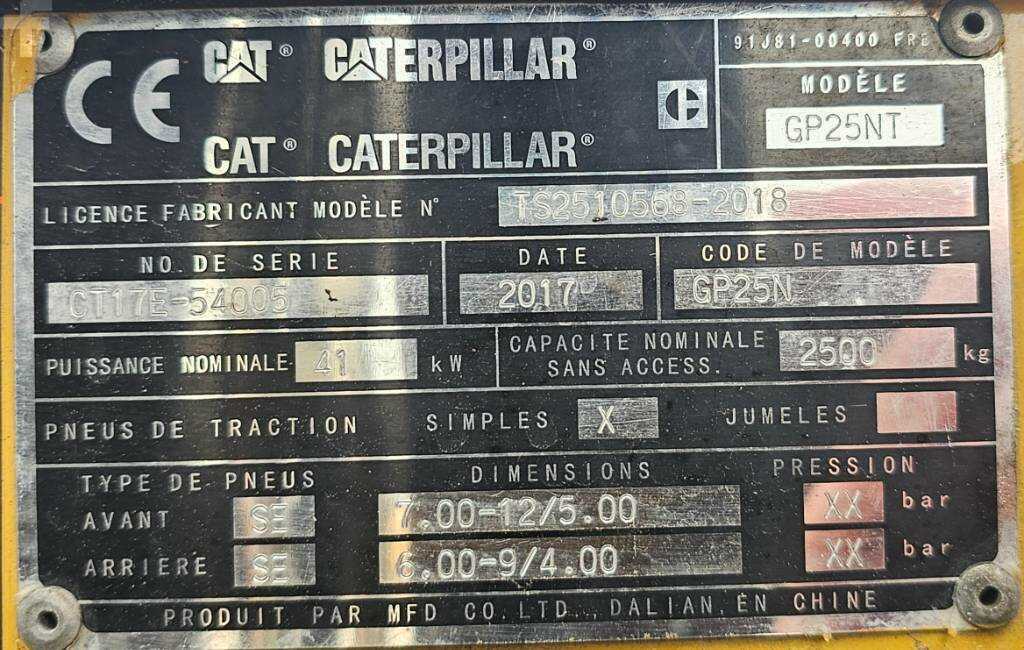 CE CAT® CATERPILLAR®
CAT® CATERPILLAR®
91J81-00400 FRE
MODÈLE
GP25NT
LICENCE FABRICANT MODÈLE N° TS2510568-2018
NO. DE SERIE
CT17E-54005
DATE
2017
CODE DE MODÈLE
GP25N
PUISSANCE NOMINALE 41 kW
CAPACITE NOMINALE
SANS ACCESS.
2500 kg
PNEUS DE TRACTION SIMPLES X JUMELES
TYPE DE PNEUS DIMENSIONS PRESSION
AVANT SE 7.00-12/5.00 XX bar
ARRIERE SE 6.00-9/4.00 XX bar
PRODUIT PAR MFD CO.LTD., DALIAN, EN CHINE